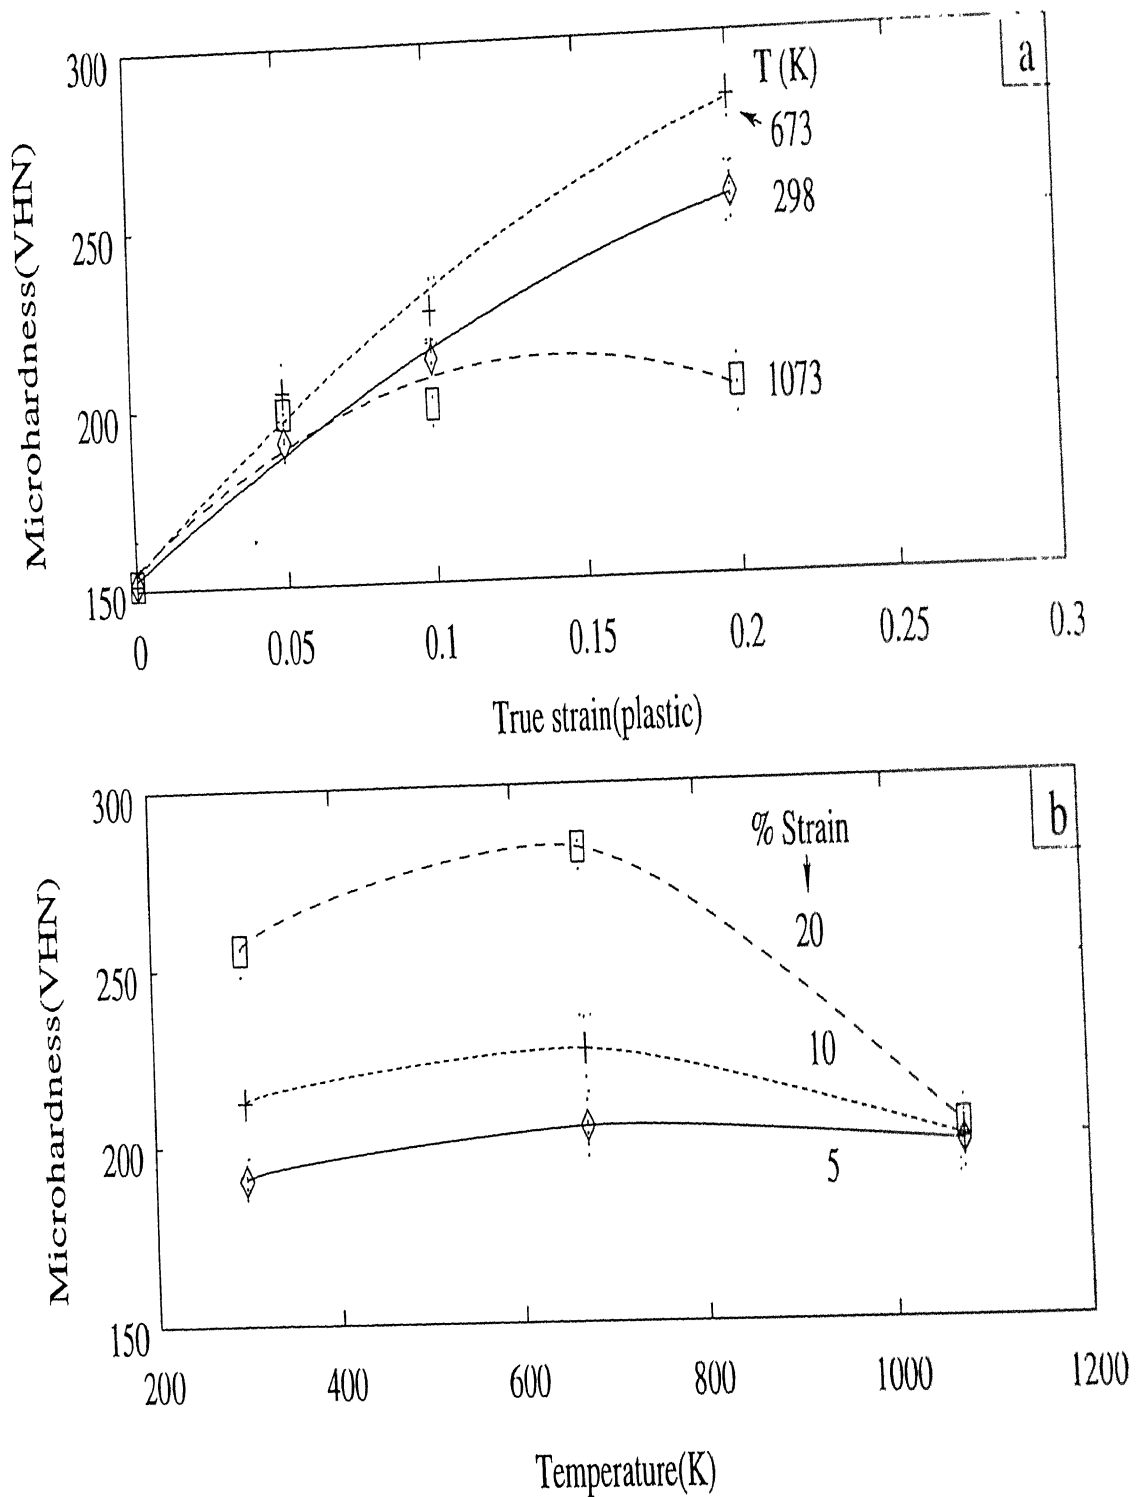 300
250
200
150
Microhardness(VHN)
a
T (K)
673
298
1073
0 0.05 0.1 0.15 0.2 0.25 0.3
True strain(plastic)
300
250
200
150
Microhardness(VHN)
b
% Strain
20
10
5
200 400 600 800 1000 1200
Temperature(K)